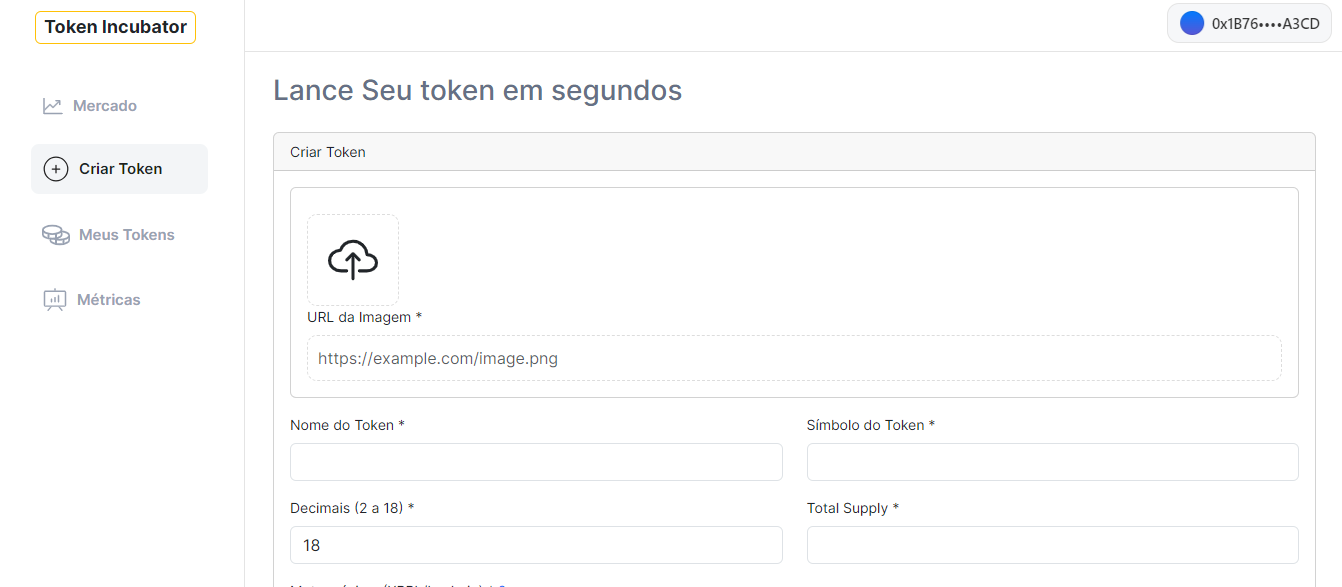 Token Incubator
0x1B76••••A3CD
Mercado
Criar Token
Meus Tokens
Métricas
Lance Seu token em segundos
Criar Token
URL da Imagem *
https://example.com/image.png
Nome do Token *
Símbolo do Token *
Decimais (2 a 18) *
Total Supply *
18